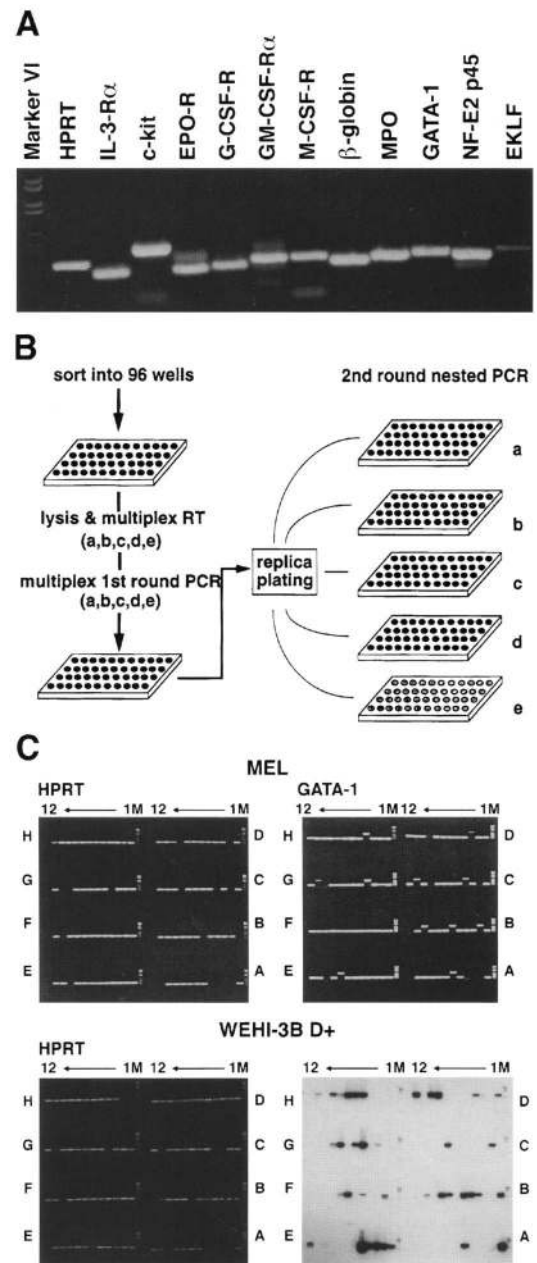 A
Marker VI
HPRT
IL-3-Rα
c-kit
EPO-R
G-CSF-R
GM-CSF-Rα
M-CSF-R
β-globin
MPO
GATA-1
NF-E2 p45
EKLF
B
sort into 96 wells
lysis & multiplex RT
(a,b,c,d,e)
multiplex 1st round PCR
(a,b,c,d,e)
replica
plating
2nd round nested PCR
a
b
c
d
e
C
MEL
HPRT
12 ← 1M 12 ← 1M
H D
G C
F B
E A
GATA-1
12 ← 1M 12 ← 1M
H D
G C
F B
E A
WEHI-3B D+
HPRT
12 ← 1M 12 ← 1M
H D
G C
F B
E A
12 ← 1M 12 ← 1M
H D
G C
F B
E A